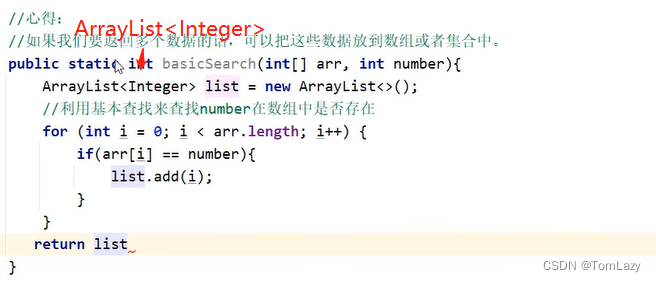 //心得:
ArrayList<Integer>
//如果我们要返回多个数据的话，可以把这些数据放到数组或者集合中。
public static int basicSearch(int[] arr, int number){
ArrayList<Integer> list = new ArrayList<>();
//利用基本查找来查找number在数组中是否存在
for (int i = 0; i < arr.length; i++) {
if(arr[i] == number){
list.add(i);
}
}
return list
}
CSDN @TomLazy